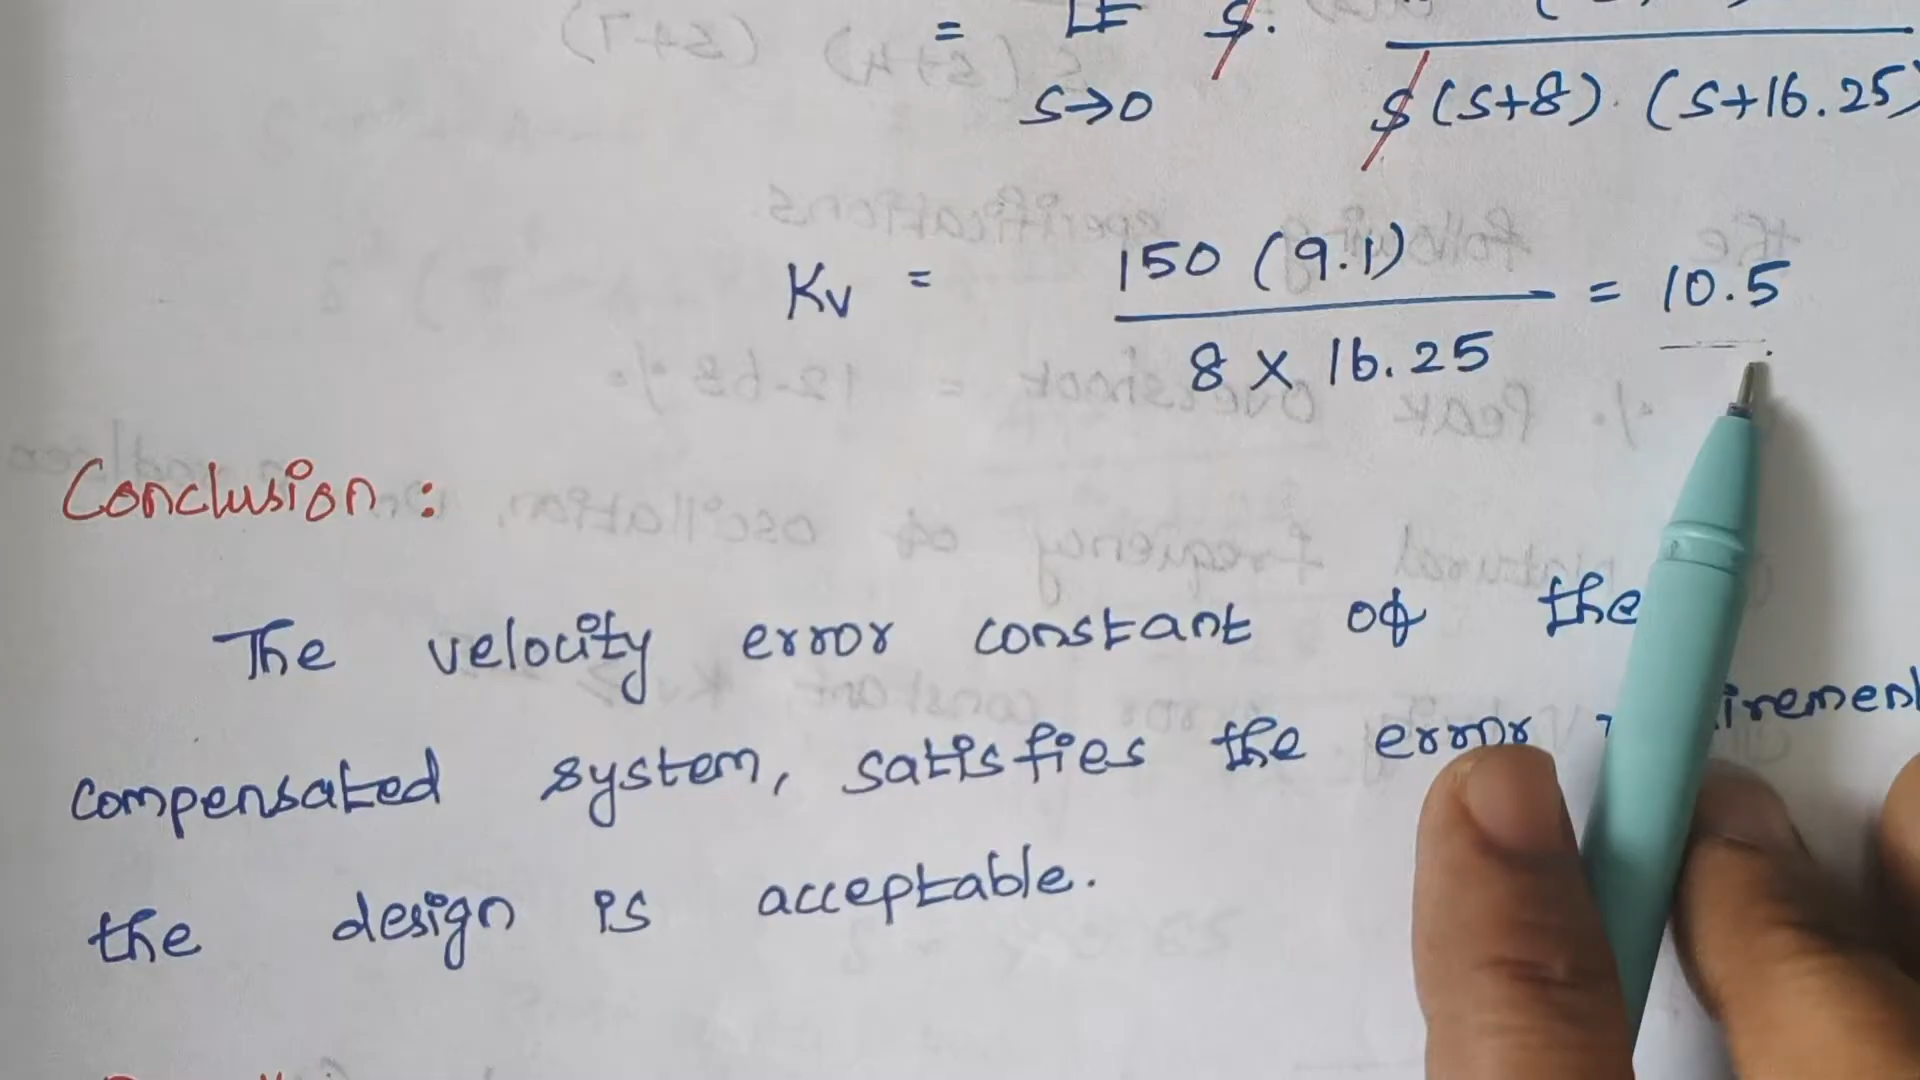 = Lt s.
s→0 s(s+8). (s+16.25)
Kv = 150 (9.1) = 10.5
8 × 16.25
Conclusion :
The velocity error constant of the
compensated system, satisfies the error
the design is acceptable.